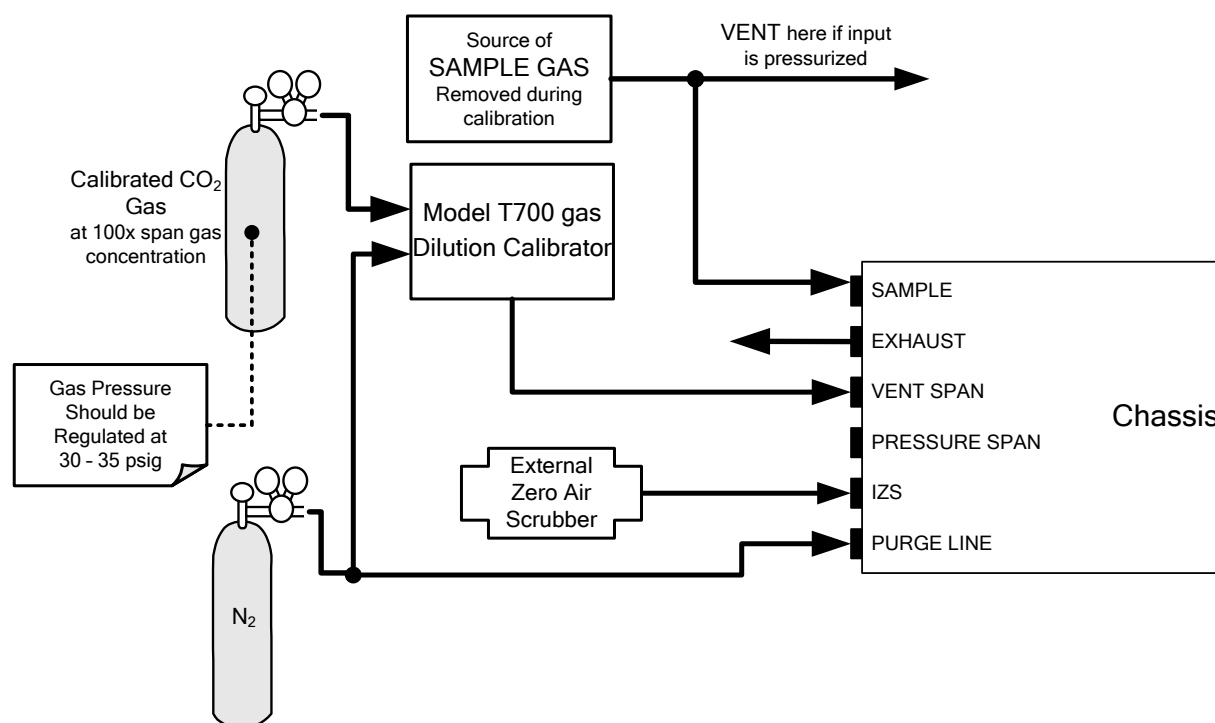 Source of
SAMPLE GAS
Removed during
calibration
VENT here if input
is pressurized
Calibrated CO₂
Gas
at 100x span gas
concentration
Model T700 gas
Dilution Calibrator
Gas Pressure
Should be
Regulated at
30 - 35 psig
External
Zero Air
Scrubber
N₂
SAMPLE
EXHAUST
VENT SPAN
PRESSURE SPAN
IZS
PURGE LINE
Chassis